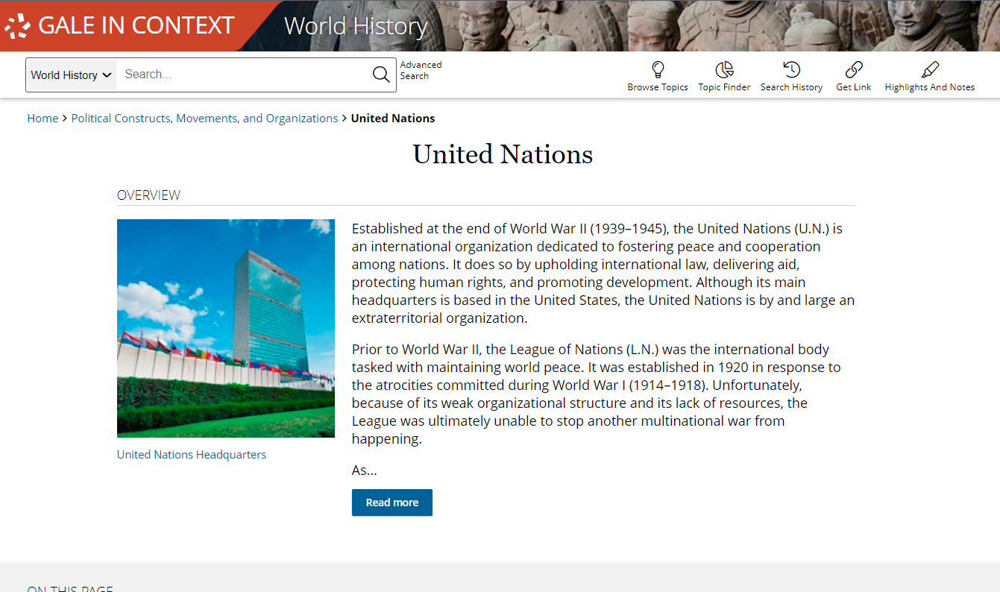 GALE IN CONTEXT
World History
World History
Search...
Advanced
Search
Browse Topics
Topic Finder
Search History
Get Link
Highlights And Notes
Home > Political Constructs, Movements, and Organizations > United Nations
United Nations
OVERVIEW
Established at the end of World War II (1939–1945), the United Nations (U.N.) is
an international organization dedicated to fostering peace and cooperation
among nations. It does so by upholding international law, delivering aid,
protecting human rights, and promoting development. Although its main
headquarters is based in the United States, the United Nations is by and large an
extraterritorial organization.
Prior to World War II, the League of Nations (L.N.) was the international body
tasked with maintaining world peace. It was established in 1920 in response to
the atrocities committed during World War I (1914–1918). Unfortunately,
because of its weak organizational structure and its lack of resources, the
League was ultimately unable to stop another multinational war from
happening.
As...
United Nations Headquarters
Read more
ON THIS PAGE